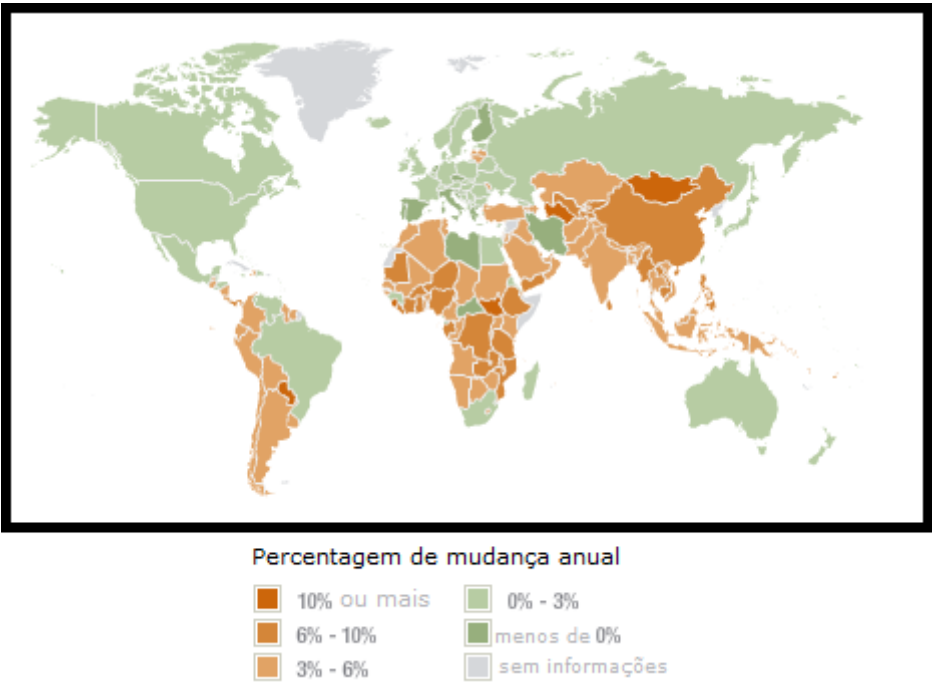 Percentagem de mudança anual
10% ou mais
0% - 3%
6% - 10%
menos de 0%
3% - 6%
sem informações